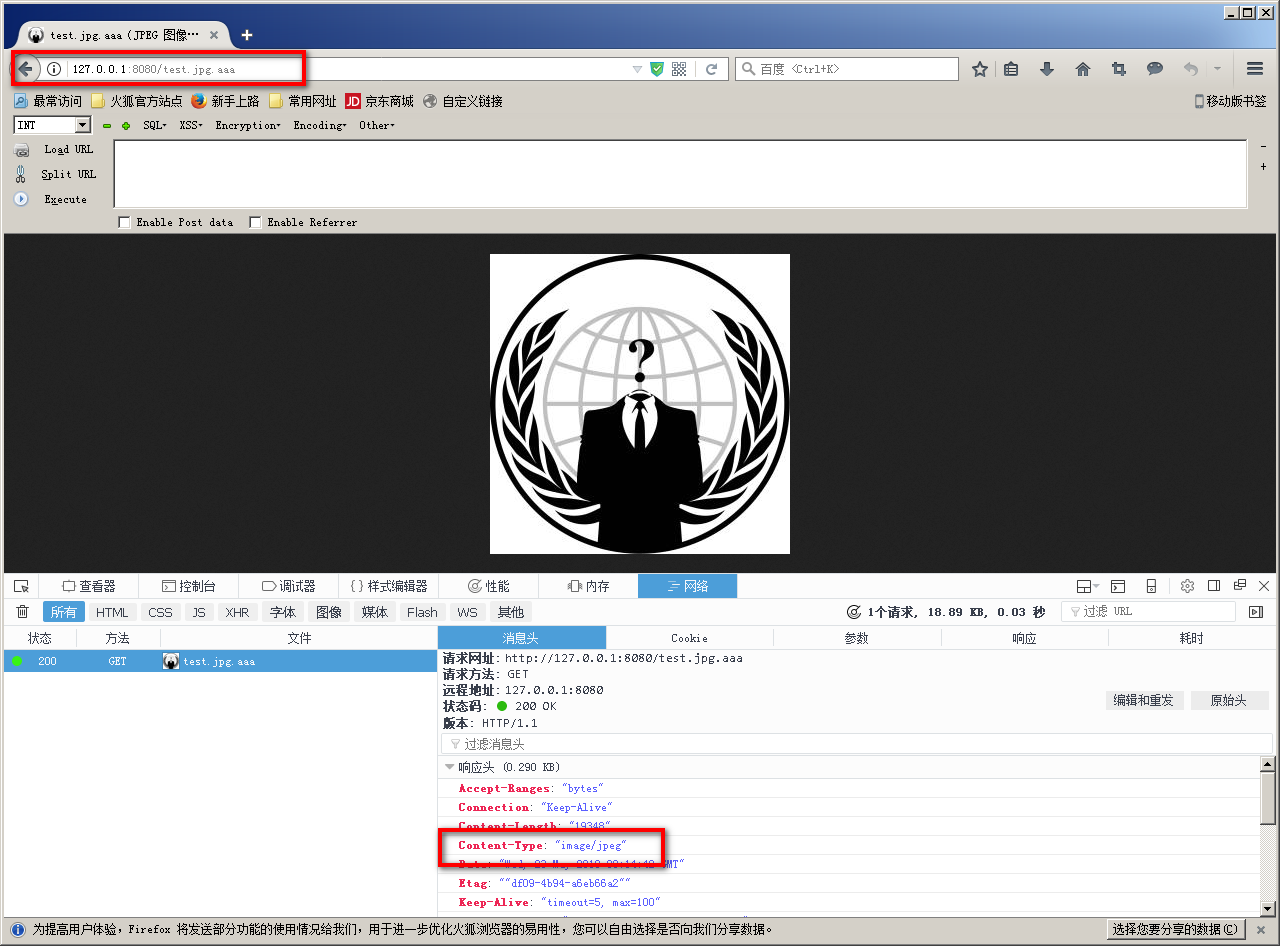 test.jpg.aaa (JPEG 图像…
127.0.0.1:8080/test.jpg.aaa
百度 <Ctrl+K>
最常访问 火狐官方站点 新手上路 常用网址 JD 京东商城 自定义链接 移动版书签
INT SQL XSS Encryption Encoding Other
Load URL
Split URL
Execute
Enable Post data Enable Referrer
?
查看器 控制台 调试器 {} 样式编辑器 性能 内存 网络
所有 HTML CSS JS XHR 字体 图像 媒体 Flash WS 其他 1个请求, 18.89 KB, 0.03 秒 过滤 URL
状态 方法 文件 消息头 Cookie 参数 响应 耗时
200 GET test.jpg.aaa
请求网址: http://127.0.0.1:8080/test.jpg.aaa
请求方法: GET
远程地址: 127.0.0.1:8080
状态码: 200 OK
编辑和重发 原始头
版本: HTTP/1.1
过滤消息头
响应头 (0.290 KB)
Accept-Ranges: "bytes"
Connection: "Keep-Alive"
Content-Length: "19348"
Content-Type: "image/jpeg"
Etag: ""df09-4b94-a6eb66a2""
Keep-Alive: "timeout=5, max=100"
为提高用户体验，Firefox 将发送部分功能的使用情况给我们，用于进一步优化火狐浏览器的易用性，您可以自由选择是否向我们分享数据。 选择您要分享的数据(C)